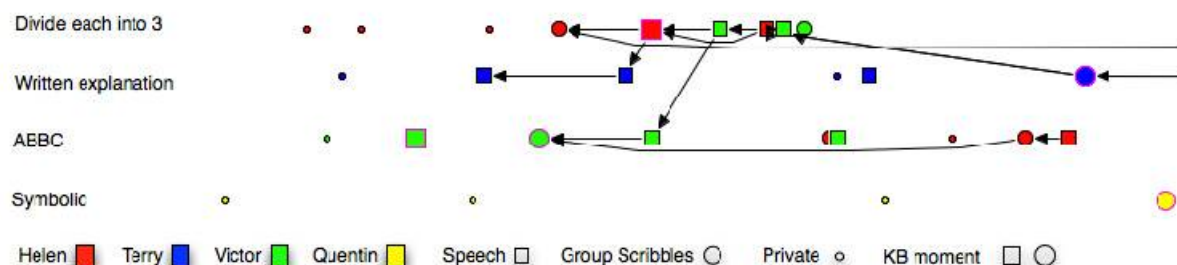 Divide each into 3
Written explanation
AEBC
Symbolic
Helen Terry Victor Quentin Speech Group Scribbles Private KB moment